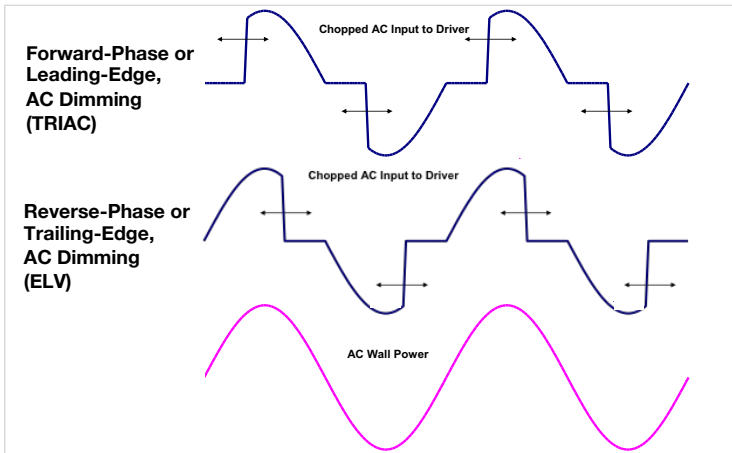 Chopped AC Input to Driver
Forward-Phase or
Leading-Edge,
AC Dimming
(TRIAC)
Chopped AC Input to Driver
Reverse-Phase or
Trailing-Edge,
AC Dimming
(ELV)
AC Wall Power